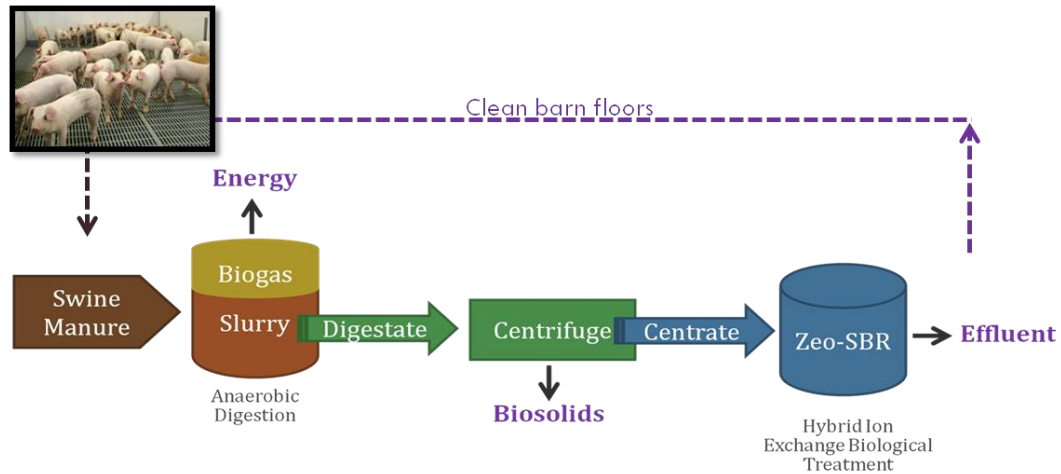 Clean barn floors
Energy
Swine
Manure
Biogas
Slurry
Digestate
Centrifuge
Centrate
Zeo-SBR
Effluent
Anaerobic
Digestion
Biosolids
Hybrid Ion
Exchange Biological
Treatment